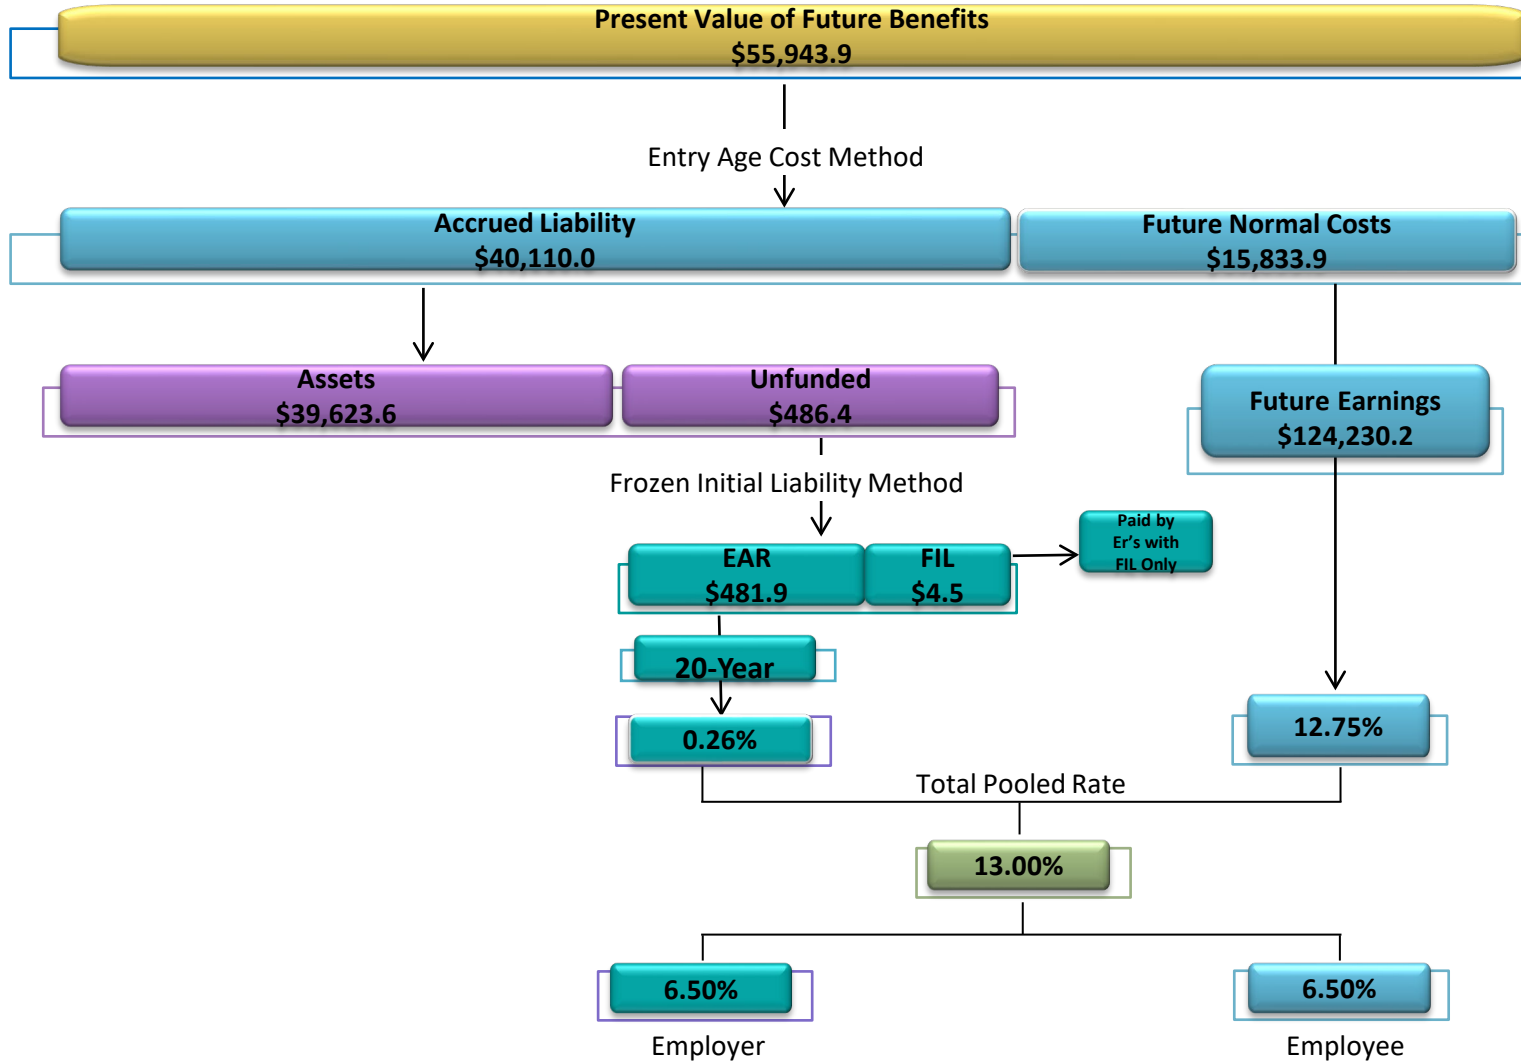 Present Value of Future Benefits
$55,943.9
Entry Age Cost Method
Accrued Liability
$40,110.0
Future Normal Costs
$15,833.9
Assets
$39,623.6
Unfunded
$486.4
Future Earnings
$124,230.2
Frozen Initial Liability Method
EAR
$481.9
FIL
$4.5
Paid by
Er's with
FIL Only
20-Year
0.26%
12.75%
Total Pooled Rate
13.00%
6.50%
Employer
6.50%
Employee